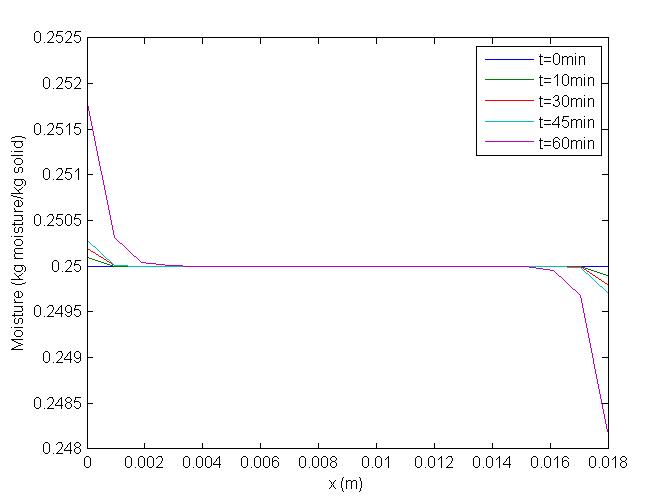 0.2525
0.252
0.2515
0.251
0.2505
0.25
0.2495
0.249
0.2485
0.248
Moisture (kg moisture/kg solid)
t=0min
t=10min
t=30min
t=45min
t=60min
0 0.002 0.004 0.006 0.008 0.01 0.012 0.014 0.016 0.018
x (m)